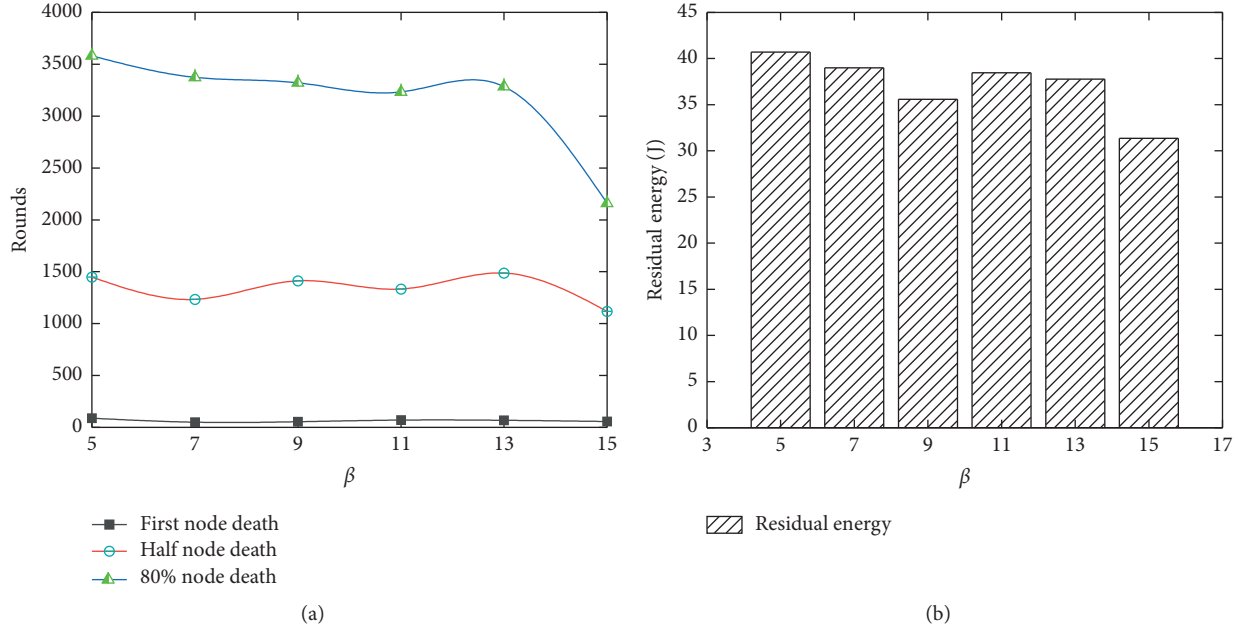 4000
3500
3000
2500
2000
1500
1000
500
0
Rounds
5 7 9 11 13 15
β
First node death
Half node death
80% node death
(a)
45
40
35
30
25
20
15
10
5
0
Residual energy (J)
3 5 7 9 11 13 15 17
β
Residual energy
(b)